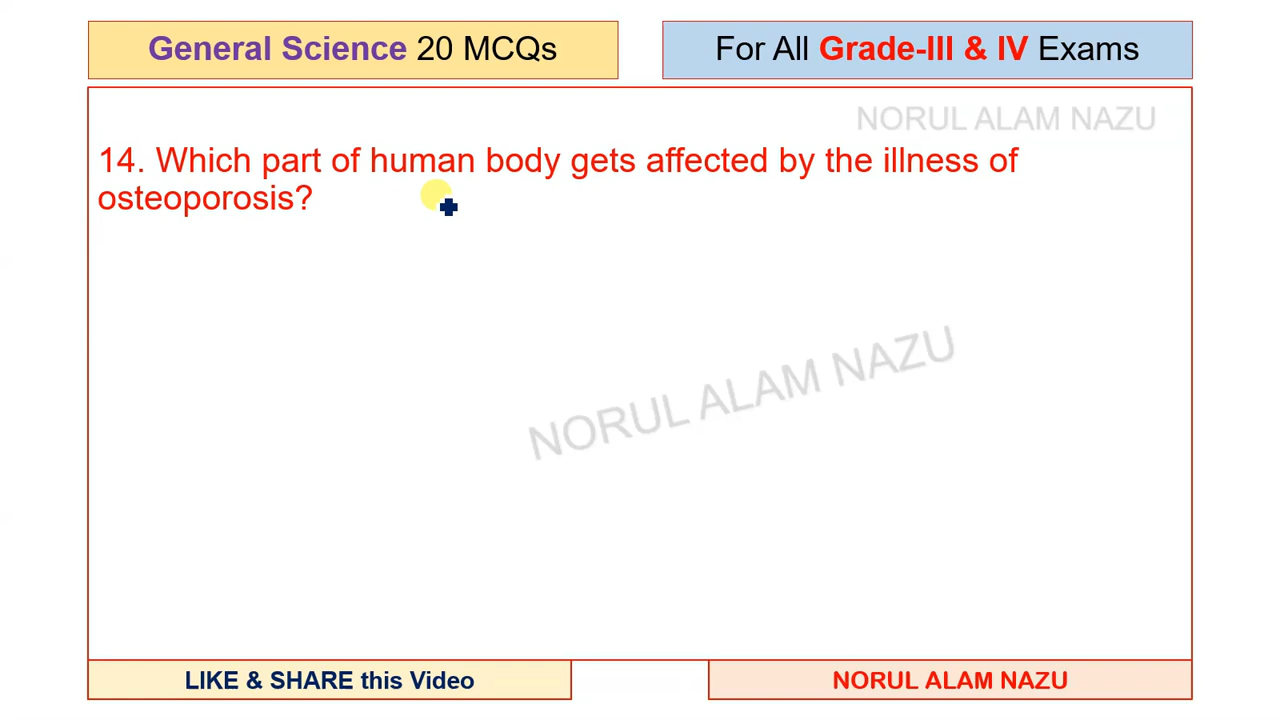 General Science 20 MCQs
For All Grade-III & IV Exams
NORUL ALAM NAZU
14. Which part of human body gets affected by the illness of
osteoporosis?
NORUL ALAM NAZU
LIKE & SHARE this Video
NORUL ALAM NAZU